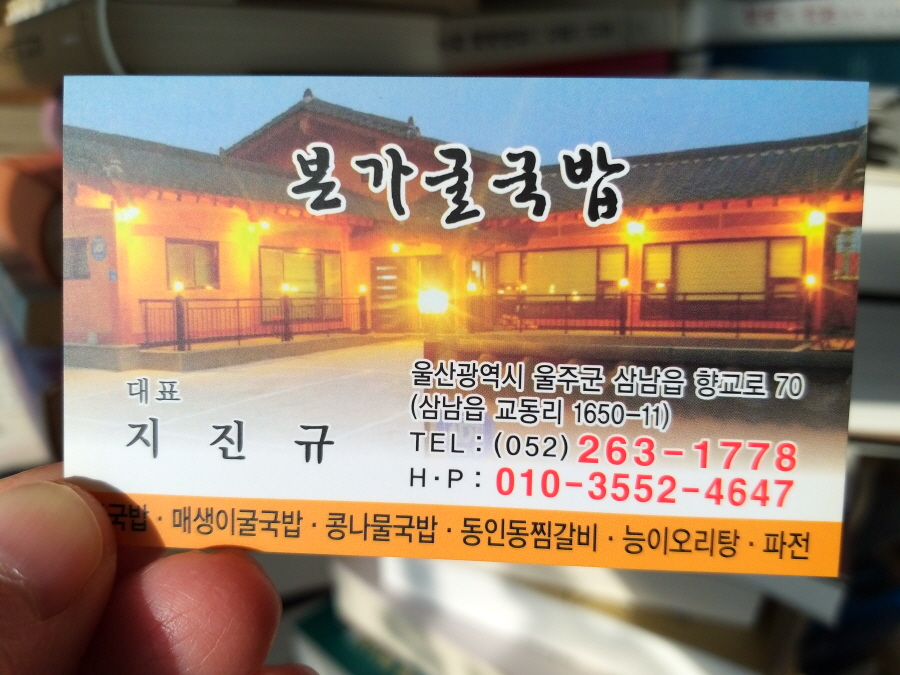 본가굴국밥
대표
지 진 규
울산광역시 울주군 삼남읍 향교로 70
(삼남읍 교동리 1650-11)
TEL : (052) 263-1778
H·P : 010-3552-4647
국밥 · 매생이굴국밥 · 콩나물국밥 · 동인동찜갈비 · 능이오리탕 · 파전